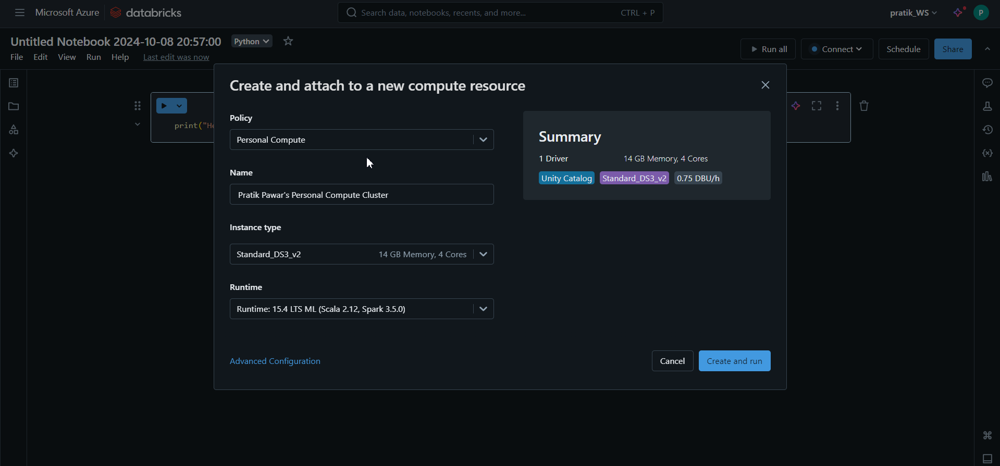 Microsoft Azure databricks Search data, notebooks, recents, and more... CTRL + P pratik_WS P
Untitled Notebook 2024-10-08 20:57:00 Python
Run all Connect Schedule Share
File Edit View Run Help Last edit was now
Create and attach to a new compute resource
print("He
Policy
Personal Compute
Name
Pratik Pawar's Personal Compute Cluster
Instance type
Standard_DS3_v2 14 GB Memory, 4 Cores
Runtime
Runtime: 15.4 LTS ML (Scala 2.12, Spark 3.5.0)
Summary
1 Driver 14 GB Memory, 4 Cores
Unity Catalog Standard_DS3_v2 0.75 DBU/h
Advanced Configuration Cancel Create and run